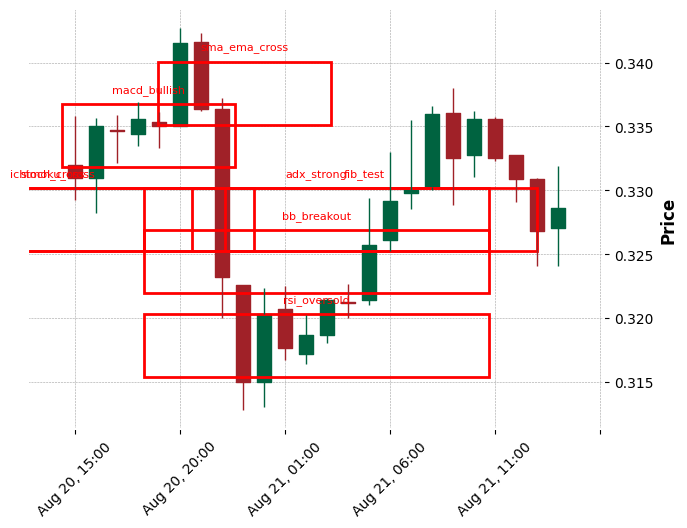 sma_ema_cross
macd_bullish
adx_strong
fib_test
bb_breakout
rsi_oversold
0.340
0.335
0.330
0.325
0.320
0.315
Price
Aug 20, 15:00
Aug 20, 20:00
Aug 21, 01:00
Aug 21, 06:00
Aug 21, 11:00